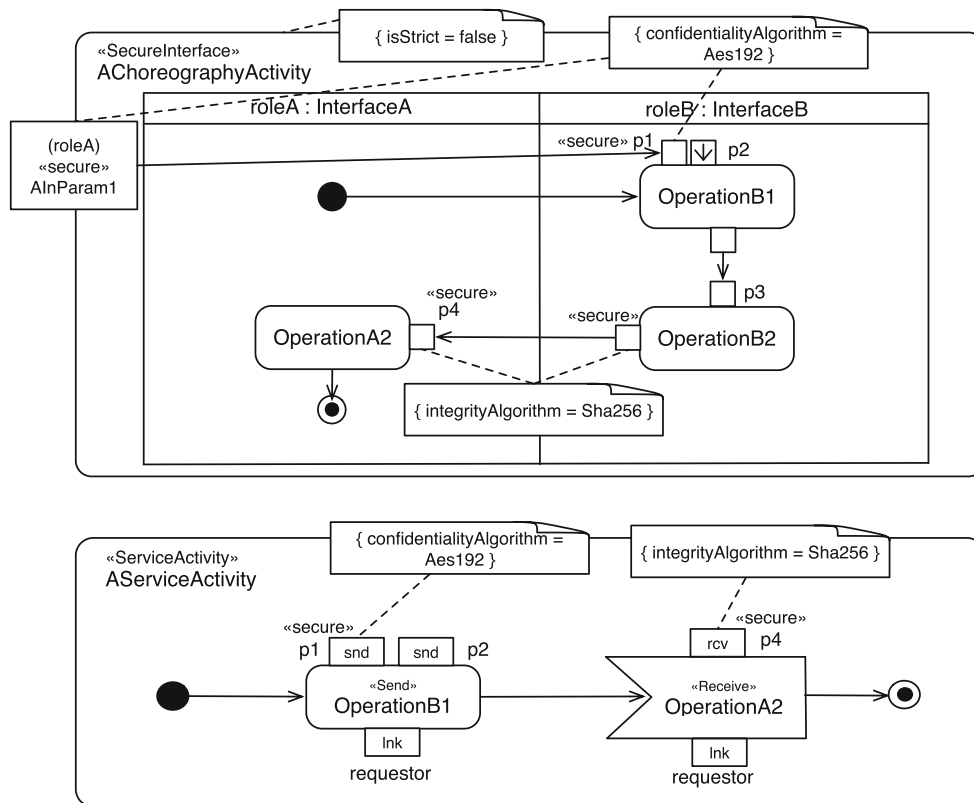 { isStrict = false }
{ confidentialityAlgorithm =
Aes192 }
«SecureInterface»
AChoreographyActivity
roleA : InterfaceA
roleB : InterfaceB
(roleA)
«secure»
AInParam1
«secure» p1
p2
OperationB1
p3
«secure»
p4
«secure»
OperationA2
OperationB2
{ integrityAlgorithm = Sha256 }
«ServiceActivity»
AServiceActivity
{ confidentialityAlgorithm =
Aes192 }
{ integrityAlgorithm = Sha256 }
«secure»
p1
snd
snd
p2
«secure»
rcv
p4
«Send»
OperationB1
«Receive»
OperationA2
lnk
requestor
lnk
requestor